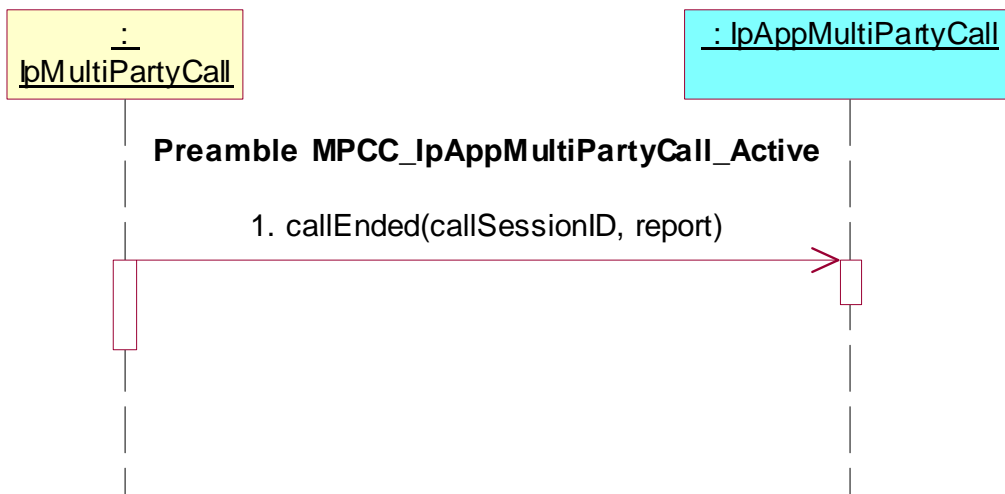 :
IpMultiPartyCall
: IpAppMultiPartyCall
Preamble MPCC_IpAppMultiPartyCall_Active
1. callEnded(callSessionID, report)